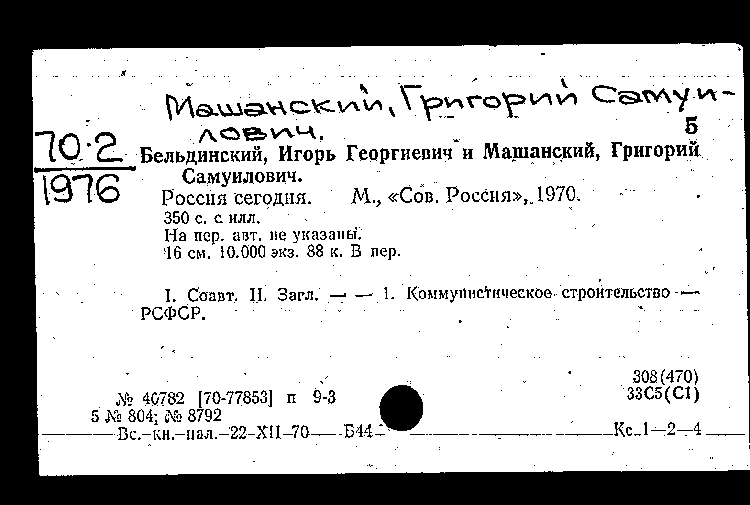 Машанский, Григорий Самуи-
лович.
70-2
1976
Б
Бельдинский, Игорь Георгиевич и Машанский, Григорий
Самуилович.
Россия сегодня. М., «Сов. Россия», 1970.
350 с. с илл.
На пер. авт. не указаны.
16 см. 10.000 экз. 88 к. В пер.
I. Соавт. II. Загл. — — 1. Коммунистическое строительство —
РСФСР.
308(470)
№ 40782 [70-77853] п 9-3
33С5(С1)
5 № 804; № 8792
Вс.-кн.-пал.-22-XII-70 Б44
Кс-1-2-4